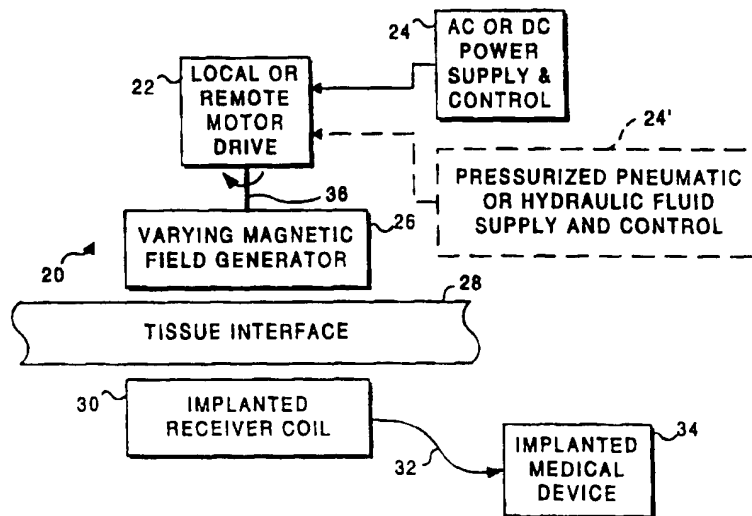 24
AC OR DC
POWER
SUPPLY &
CONTROL
22
LOCAL OR
REMOTE
MOTOR
DRIVE
24'
PRESSURIZED PNEUMATIC
OR HYDRAULIC FLUID
SUPPLY AND CONTROL
36
26
VARYING MAGNETIC
FIELD GENERATOR
20
28
TISSUE INTERFACE
30
IMPLANTED
RECEIVER COIL
32
34
IMPLANTED
MEDICAL
DEVICE